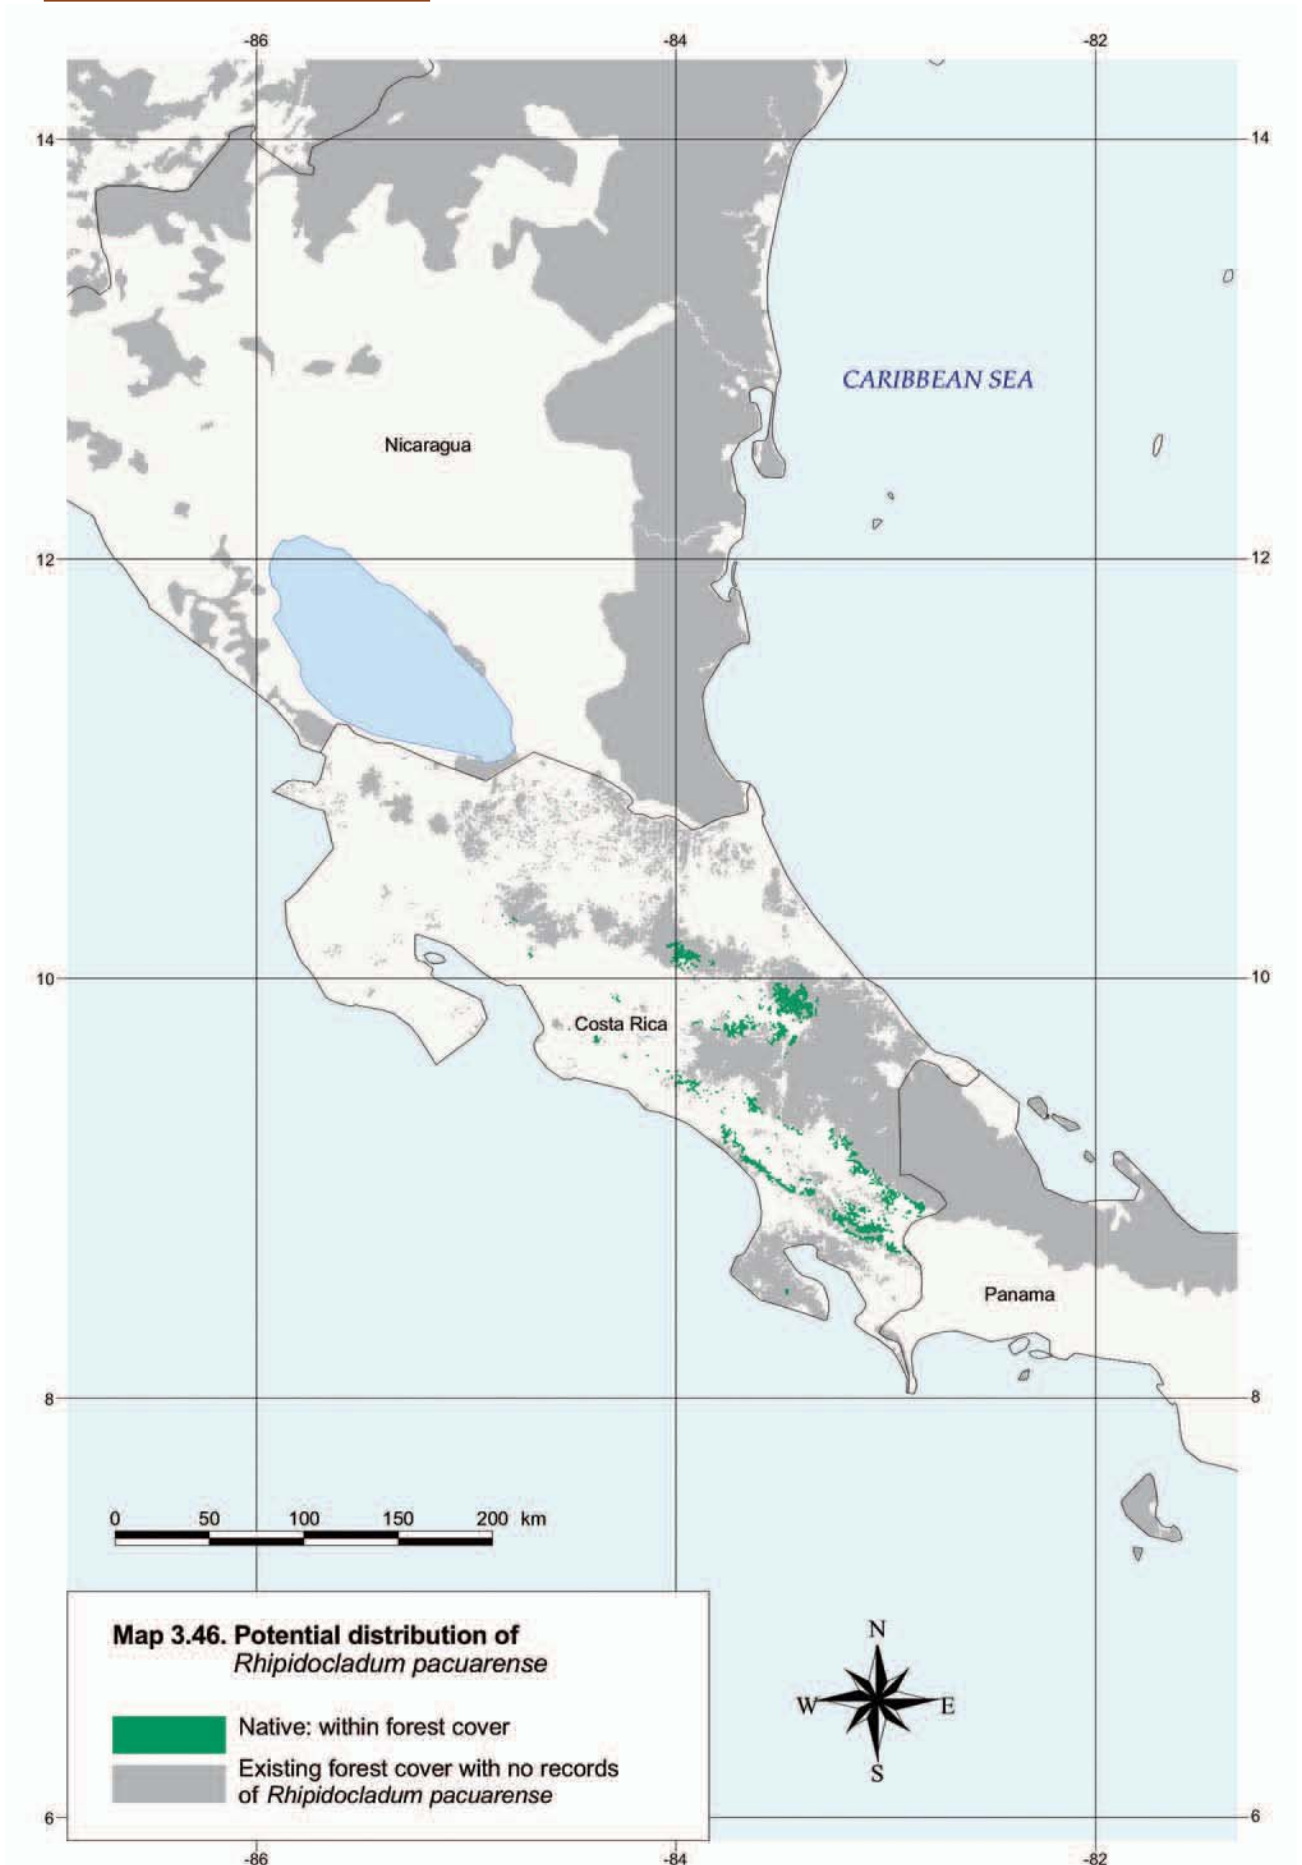 -86 -84 -82
14 14
CARIBBEAN SEA
Nicaragua
12 12
10 10
Costa Rica
Panama
8 8
0 50 100 150 200 km
Map 3.46. Potential distribution of
Rhipidocladum pacuarense
N
W E
S
Native: within forest cover
Existing forest cover with no records
of Rhipidocladum pacuarense
6 6
-86 -84 -82